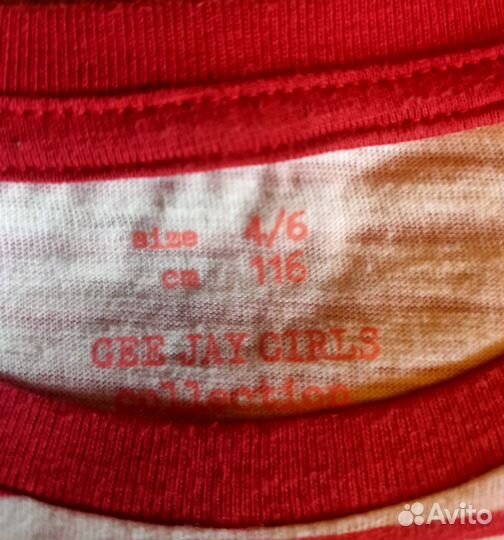 size 4/6
cm 116
GEE JAY GIRLS
collection
Avito